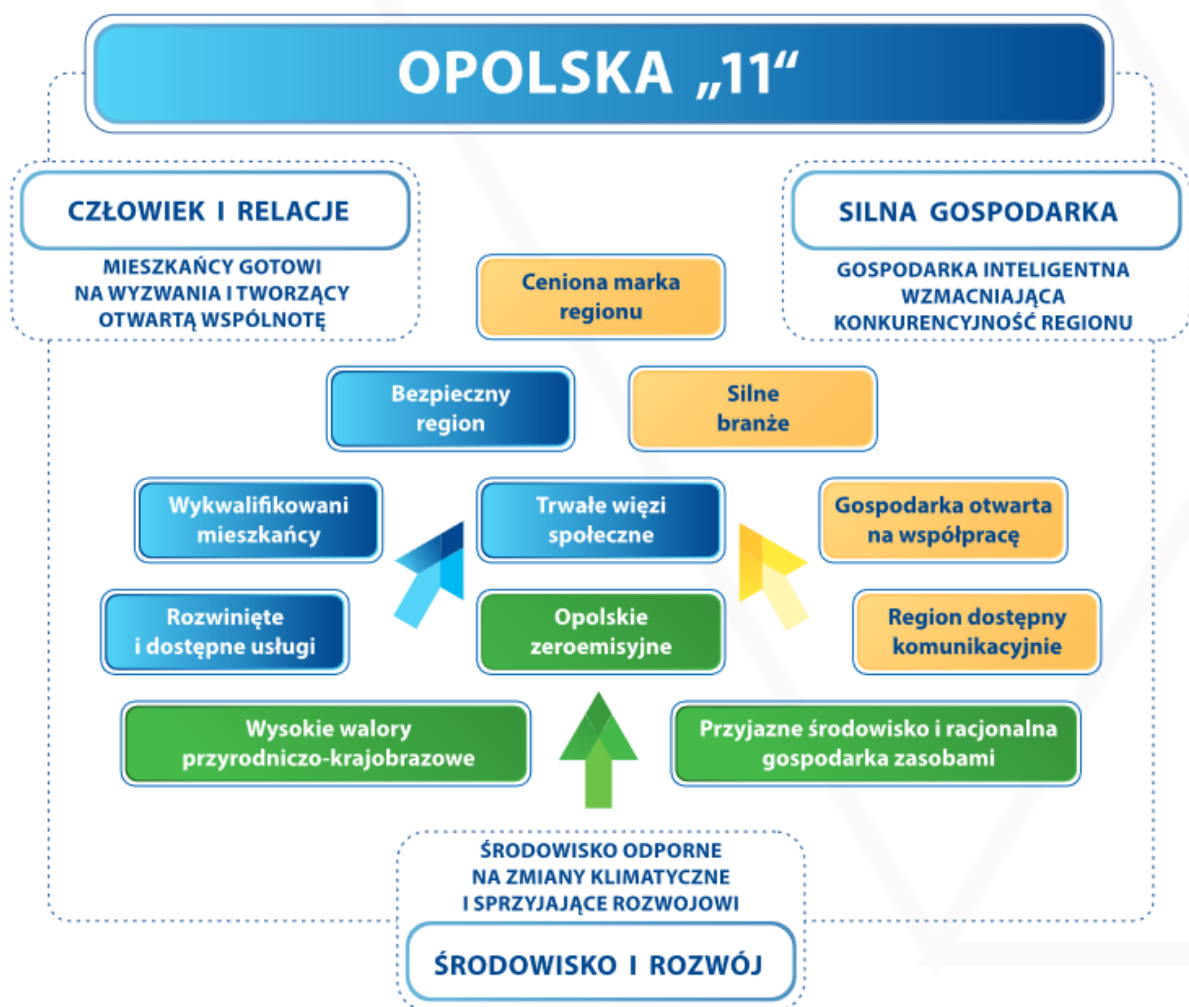 OPOLSKA „11“
CZŁOWIEK I RELACJE
MIESZKAŃCY GOTOWI
NA WYZWANIA I TWORZĄCY
OTWARTĄ WSPÓLNOTĘ
SILNA GOSPODARKA
GOSPODARKA INTELIGENTNA
WZMACNIAJĄCA
KONKURENCYJNOŚĆ REGIONU
Ceniona marka
regionu
Bezpieczny
region
Silne
branże
Wykwalifikowani
mieszkańcy
Trwałe więzi
społeczne
Gospodarka otwarta
na współpracę
Rozwinięte
i dostępne usługi
Opolskie
zeroemisyjne
Region dostępny
komunikacyjnie
Wysokie walory
przyrodniczo-krajobrazowe
Przyjazne środowisko i racjonalna
gospodarka zasobami
ŚRODOWISKO ODPORNE
NA ZMIANY KLIMATYCZNE
I SPRZYJAJĄCE ROZWOJOWI
ŚRODOWISKO I ROZWÓJ